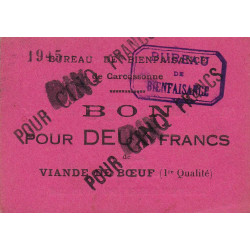 1945
BUREAU DE BIENFAISANCE
de Carcassonne
BUREAU
DE
BIENFAISANCE
POUR CINQ FRANCS
BON
POUR DEUX FRANCS
de
VIANDE DE BŒUF (1re Qualité)
POUR CINQ FRANCS